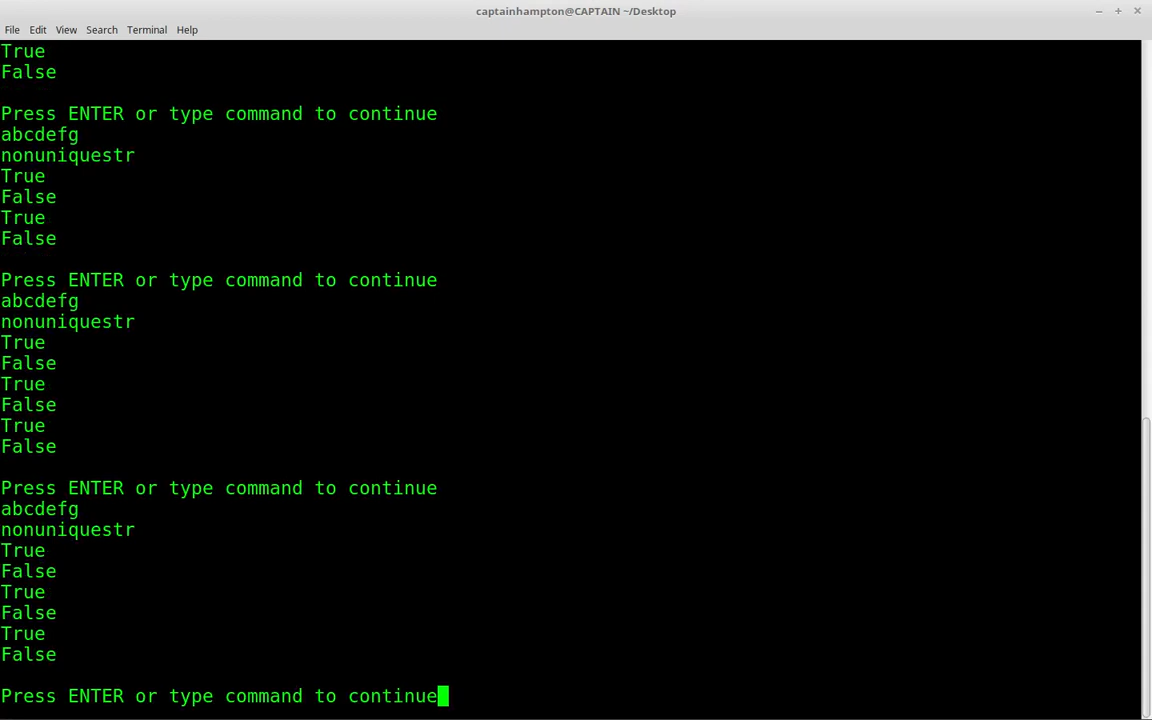 captainhampton@CAPTAIN ~/Desktop
File Edit View Search Terminal Help
True
False
Press ENTER or type command to continue
abcdefg
nonuniquestr
True
False
True
False
Press ENTER or type command to continue
abcdefg
nonuniquestr
True
False
True
False
True
False
Press ENTER or type command to continue
abcdefg
nonuniquestr
True
False
True
False
True
False
Press ENTER or type command to continue